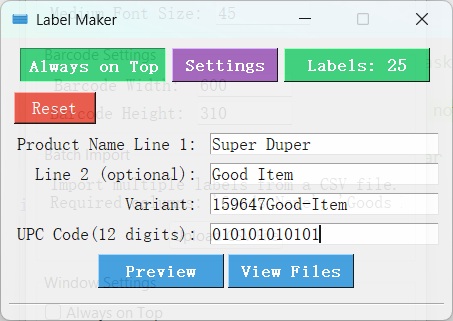 Label Maker
Medium Font Size: 45
Always on Top
Settings
Labels: 25
Barcode Settings
Barcode Width: 600
Reset
Barcode Height: 310
Product Name Line 1: Super Duper
Batch Import
Line 2 (optional): Good Item
Import multiple labels from a CSV file.
Variant: 159647Good-Item
Required
Goods
UPC Code(12 digits): 010101010101
Preview
View Files
Window Settings
Always on Top